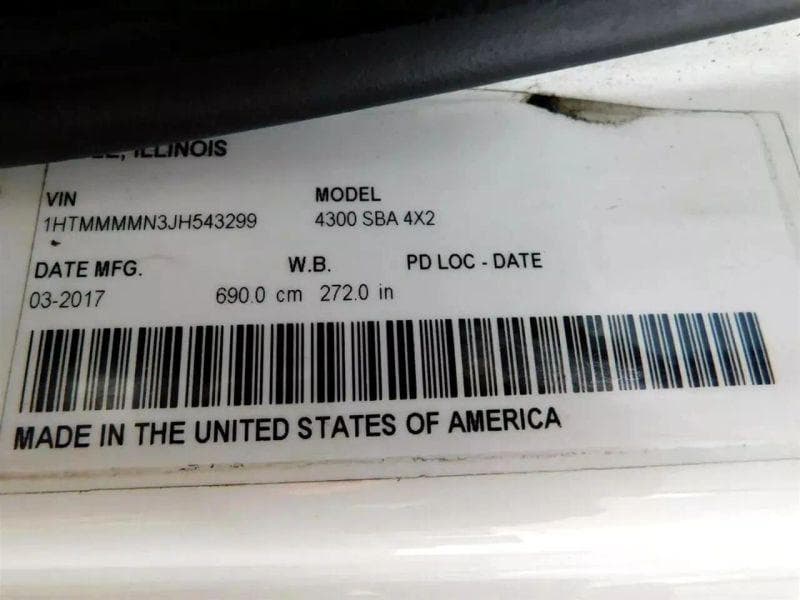 ILLINOIS
VIN MODEL
1HTMMMMN3JH543299 4300 SBA 4X2
DATE MFG. W.B. PD LOC - DATE
03-2017 690.0 cm 272.0 in
MADE IN THE UNITED STATES OF AMERICA